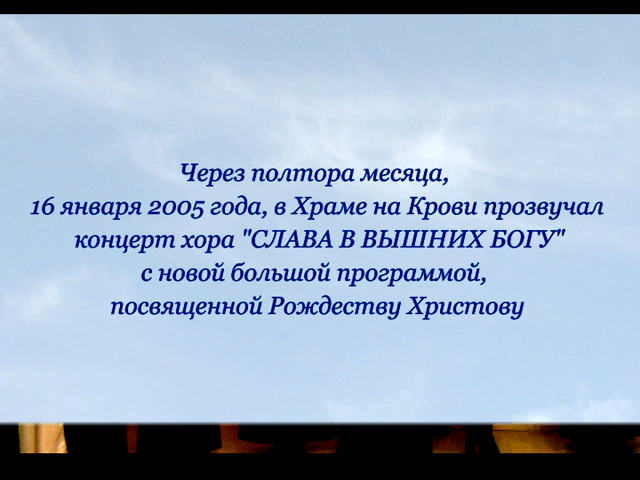 Через полтора месяца,
16 января 2005 года, в Храме на Крови прозвучал
концерт хора "СЛАВА В ВЫШНИХ БОГУ"
с новой большой программой,
посвященной Рождеству Христову